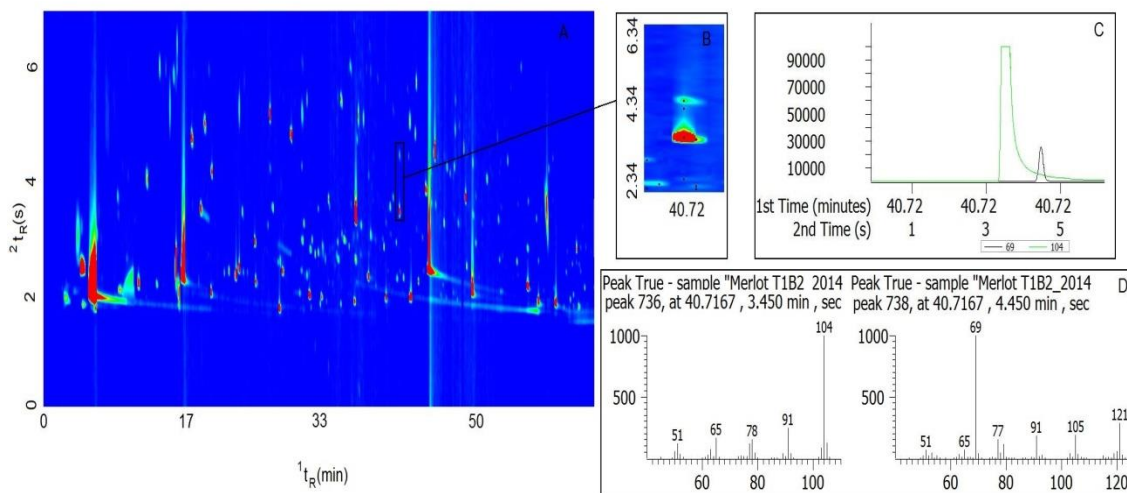 A
6
4
2
0
²tR(s)
0
17
33
50
¹tR(min)
B
6.34
4.34
2.34
40.72
C
90000
70000
50000
30000
10000
1st Time (minutes) 40.72 40.72 40.72
2nd Time (s) 1 3 5
69 104
D
Peak True - sample "Merlot T1B2 2014
peak 736, at 40.7167 , 3.450 min , sec
1000
500
51 65 78 91 104
60 80 100
Peak True - sample "Merlot T1B2_2014
peak 738, at 40.7167 , 4.450 min , sec
1000
500
51 65 69 77 91 105 121
60 80 100 120